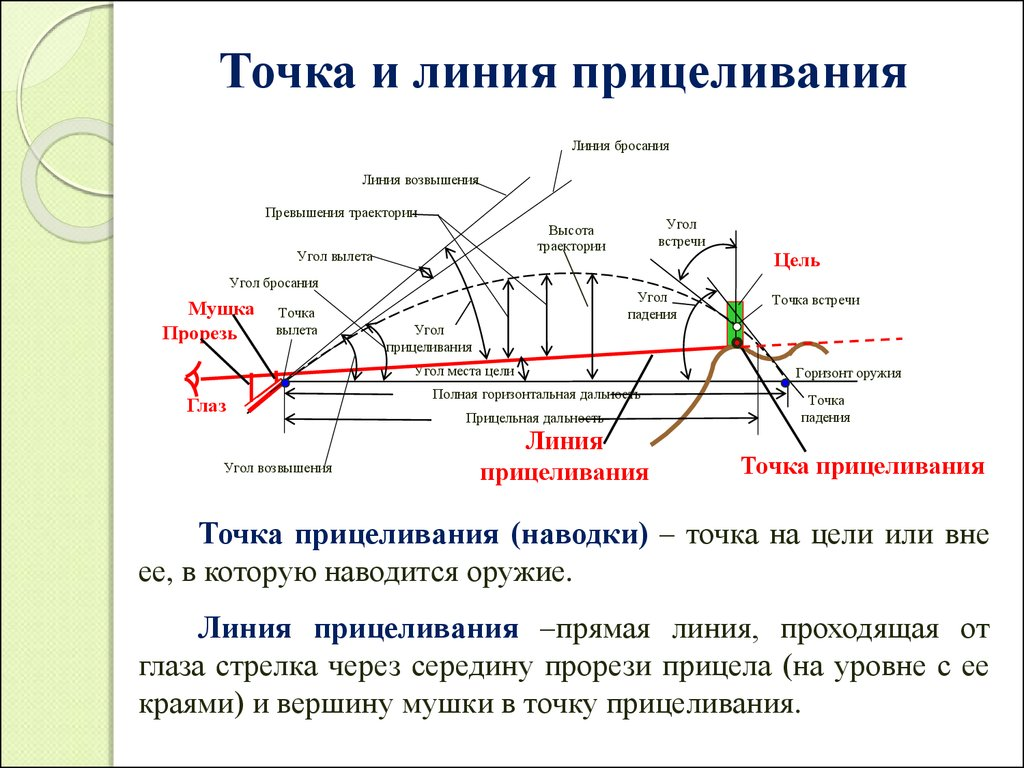 Точка и линия прицеливания
Линия бросания
Линия возвышения
Превышения траектории
Высота
траектории
Угол
встречи
Угол вылета
Цель
Угол бросания
Мушка
Прорезь
Точка
вылета
Угол
прицеливания
Угол
падения
Точка встречи
Угол места цели
Горизонт оружия
Глаз
Полная горизонтальная дальность
Точка
падения
Прицельная дальность
Линия
прицеливания
Угол возвышения
Точка прицеливания
Точка прицеливания (наводки) – точка на цели или вне
ее, в которую наводится оружие.
Линия прицеливания –прямая линия, проходящая от
глаза стрелка через середину прорези прицела (на уровне с ее
краями) и вершину мушки в точку прицеливания.